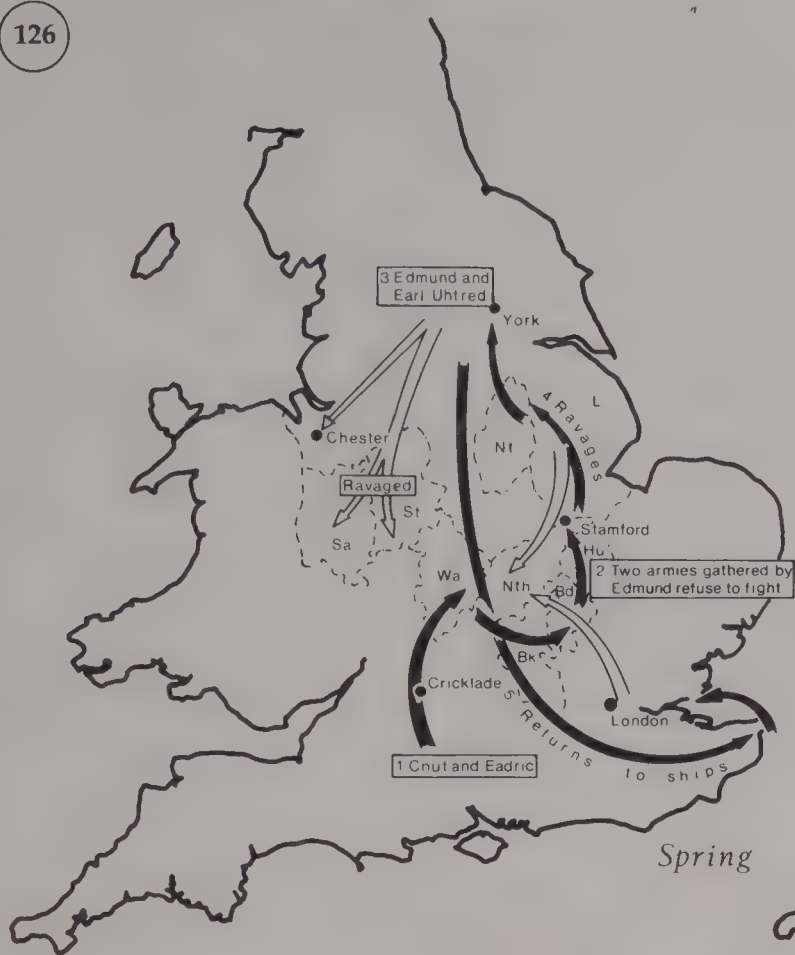 126
3 Edmund and
Earl Uhtred
York
L
4 Ravages
Nt
Chester
Ravaged
St
Sa
Stamford
Hu
2 Two armies gathered by
Edmund refuse to fight
Wa
Nth
Bd
Bk
Cricklade
5 Returns to ships
London
1 Cnut and Eadric
Spring